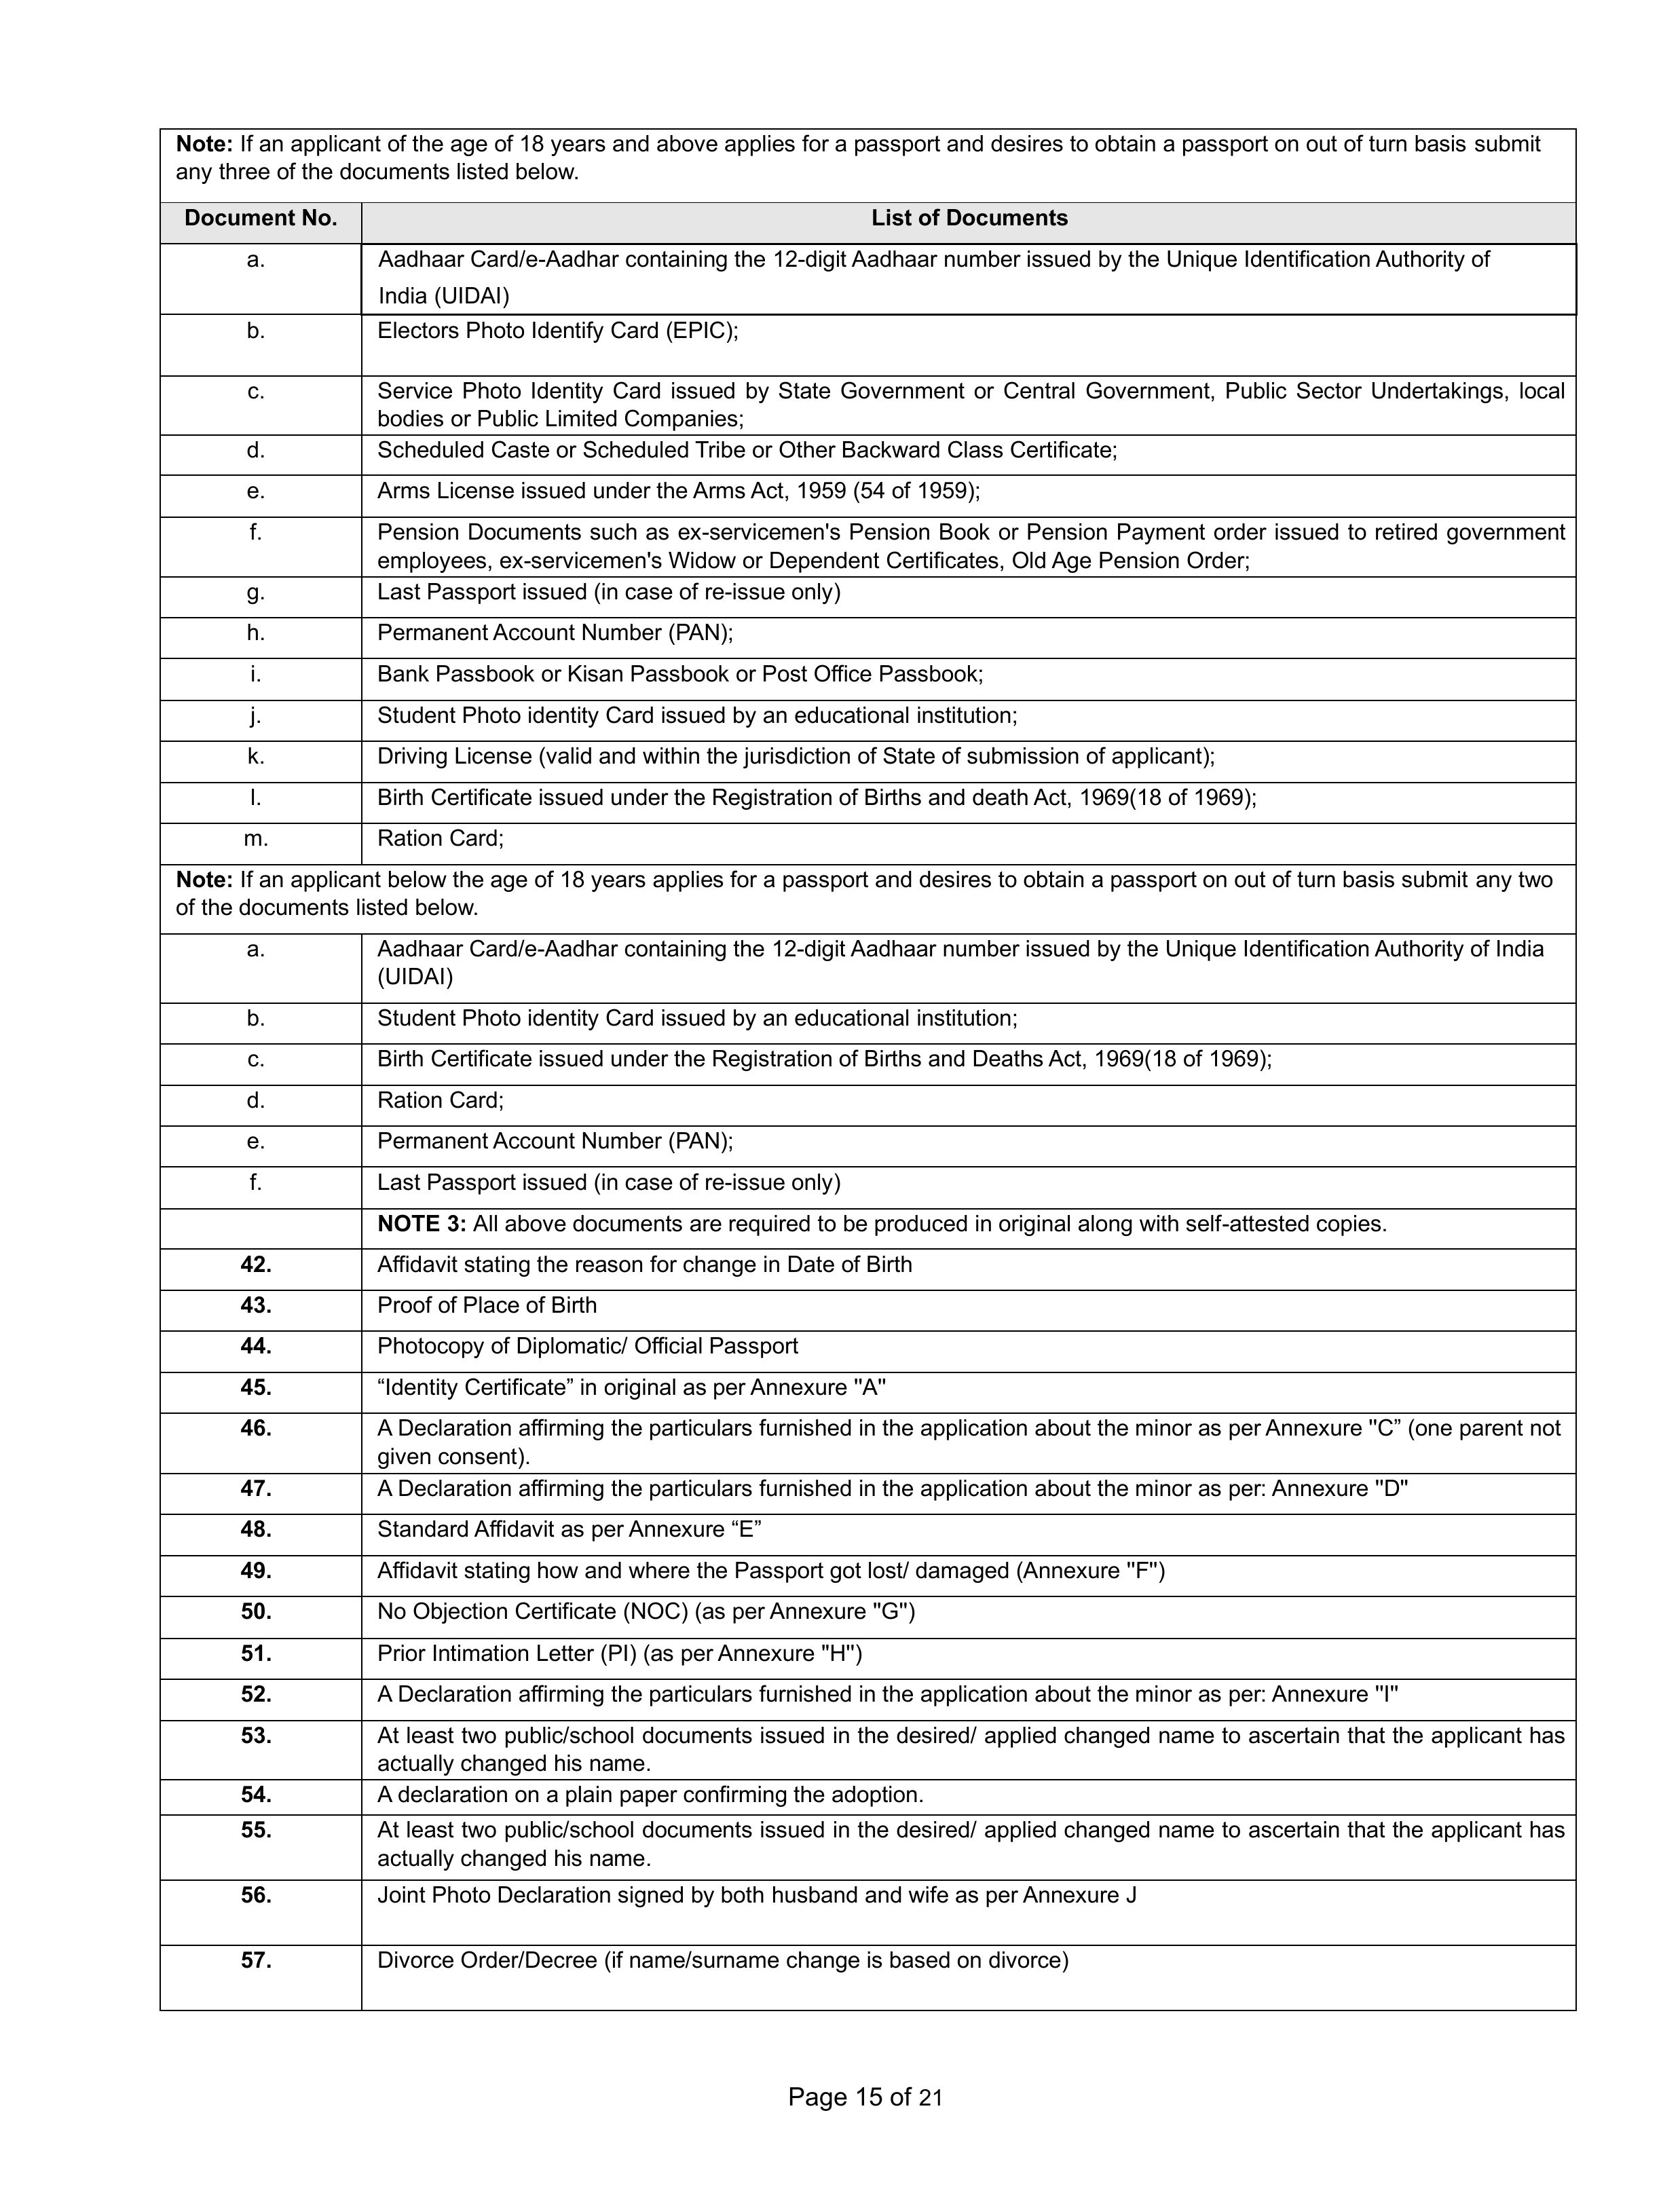 Note: If an applicant of the age of 18 years and above applies for a passport and desires to obtain a passport on out of turn basis submit
any three of the documents listed below.
Document No. List of Documents
a. Aadhaar Card/e-Aadhar containing the 12-digit Aadhaar number issued by the Unique Identification Authority of
India (UIDAI)
b. Electors Photo Identify Card (EPIC);
c. Service Photo Identity Card issued by State Government or Central Government, Public Sector Undertakings, local
bodies or Public Limited Companies;
d. Scheduled Caste or Scheduled Tribe or Other Backward Class Certificate;
e. Arms License issued under the Arms Act, 1959 (54 of 1959);
f. Pension Documents such as ex-servicemen's Pension Book or Pension Payment order issued to retired government
employees, ex-servicemen's Widow or Dependent Certificates, Old Age Pension Order;
g. Last Passport issued (in case of re-issue only)
h. Permanent Account Number (PAN);
i. Bank Passbook or Kisan Passbook or Post Office Passbook;
j. Student Photo identity Card issued by an educational institution;
k. Driving License (valid and within the jurisdiction of State of submission of applicant);
l. Birth Certificate issued under the Registration of Births and death Act, 1969(18 of 1969);
m. Ration Card;
Note: If an applicant below the age of 18 years applies for a passport and desires to obtain a passport on out of turn basis submit any two
of the documents listed below.
a. Aadhaar Card/e-Aadhar containing the 12-digit Aadhaar number issued by the Unique Identification Authority of India
(UIDAI)
b. Student Photo identity Card issued by an educational institution;
c. Birth Certificate issued under the Registration of Births and Deaths Act, 1969(18 of 1969);
d. Ration Card;
e. Permanent Account Number (PAN);
f. Last Passport issued (in case of re-issue only)
NOTE 3: All above documents are required to be produced in original along with self-attested copies.
42. Affidavit stating the reason for change in Date of Birth
43. Proof of Place of Birth
44. Photocopy of Diplomatic/ Official Passport
45. “Identity Certificate” in original as per Annexure "A"
46. A Declaration affirming the particulars furnished in the application about the minor as per Annexure "C” (one parent not
given consent).
47. A Declaration affirming the particulars furnished in the application about the minor as per: Annexure "D"
48. Standard Affidavit as per Annexure “E”
49. Affidavit stating how and where the Passport got lost/ damaged (Annexure "F")
50. No Objection Certificate (NOC) (as per Annexure "G")
51. Prior Intimation Letter (PI) (as per Annexure "H")
52. A Declaration affirming the particulars furnished in the application about the minor as per: Annexure "I"
53. At least two public/school documents issued in the desired/ applied changed name to ascertain that the applicant has
actually changed his name.
54. A declaration on a plain paper confirming the adoption.
55. At least two public/school documents issued in the desired/ applied changed name to ascertain that the applicant has
actually changed his name.
56. Joint Photo Declaration signed by both husband and wife as per Annexure J
57. Divorce Order/Decree (if name/surname change is based on divorce)
Page 15 of 21